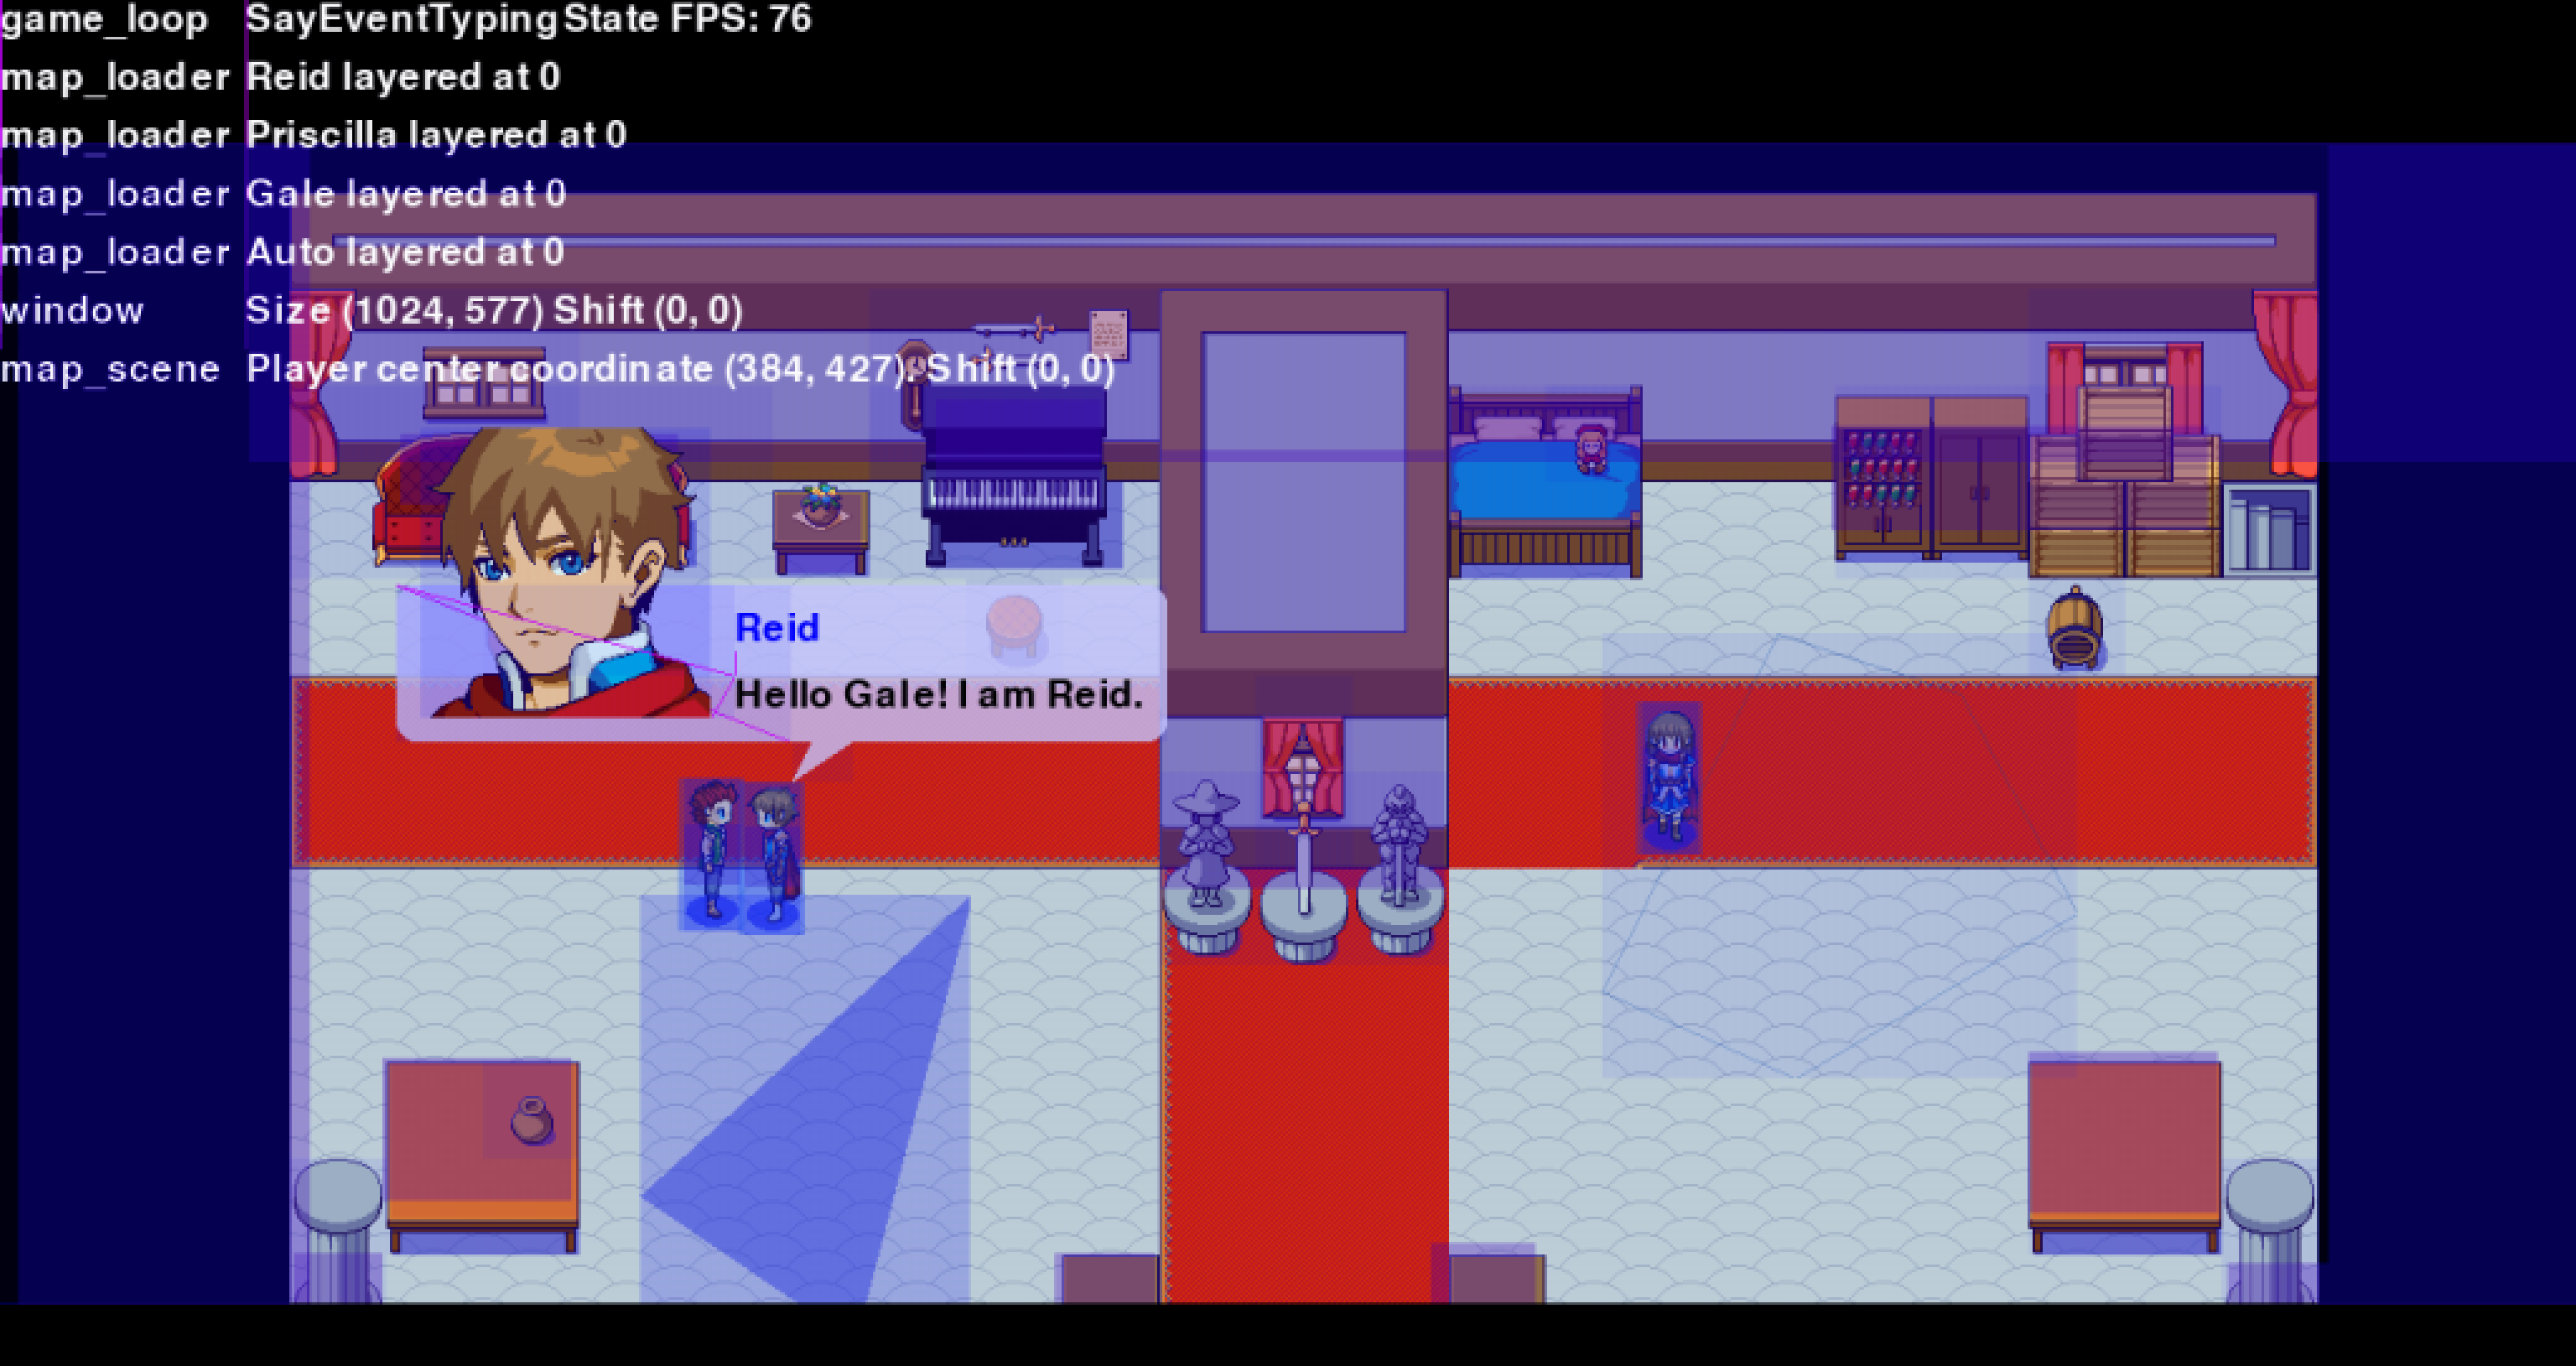 game_loop SayEventTypingState FPS: 76
map_loader Reid layered at 0
map_loader Priscilla layered at 0
map_loader Gale layered at 0
map_loader Auto layered at 0
window Size (1024, 577) Shift (0, 0)
map_scene Player center coordinate (384, 427). Shift (0, 0)
Reid
Hello Gale! I am Reid.